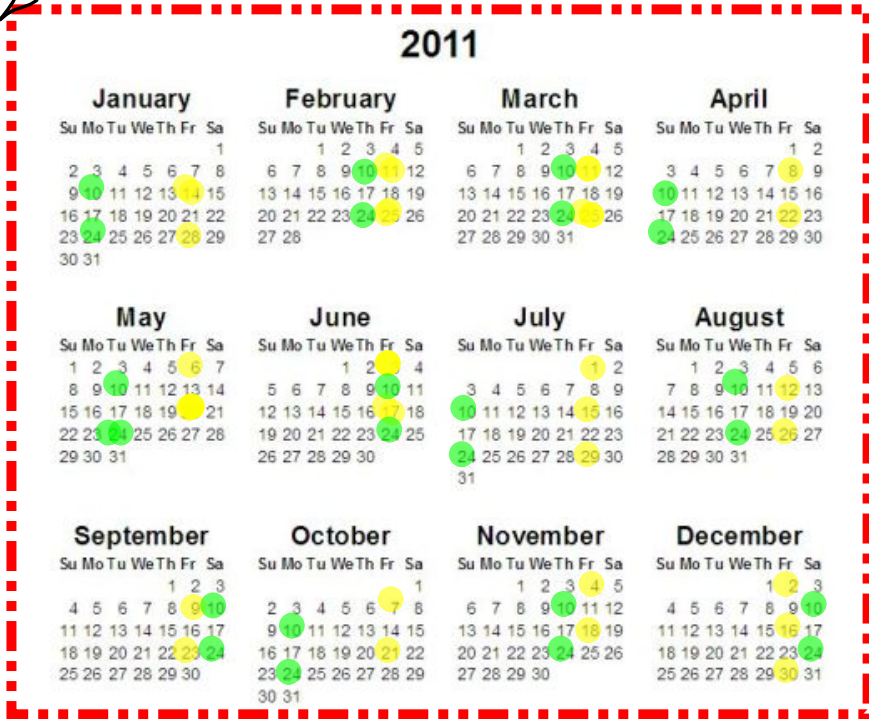 2011
January
Su Mo Tu We Th Fr Sa
1
2 3 4 5 6 7 8
9 10 11 12 13 14 15
16 17 18 19 20 21 22
23 24 25 26 27 28 29
30 31
February
Su Mo Tu We Th Fr Sa
1 2 3 4 5
6 7 8 9 10 11 12
13 14 15 16 17 18 19
20 21 22 23 24 25 26
27 28
March
Su Mo Tu We Th Fr Sa
1 2 3 4 5
6 7 8 9 10 11 12
13 14 15 16 17 18 19
20 21 22 23 24 25 26
27 28 29 30 31
April
Su Mo Tu We Th Fr Sa
1 2
3 4 5 6 7 8 9
10 11 12 13 14 15 16
17 18 19 20 21 22 23
24 25 26 27 28 29 30
May
Su Mo Tu We Th Fr Sa
1 2 3 4 5 6 7
8 9 10 11 12 13 14
15 16 17 18 19 21
22 23 24 25 26 27 28
29 30 31
June
Su Mo Tu We Th Fr Sa
1 2 4
5 6 7 8 9 10 11
12 13 14 15 16 17 18
19 20 21 22 23 24 25
26 27 28 29 30
July
Su Mo Tu We Th Fr Sa
1 2
3 4 5 6 7 8 9
10 11 12 13 14 15 16
17 18 19 20 21 22 23
24 25 26 27 28 29 30
31
August
Su Mo Tu We Th Fr Sa
1 2 3 4 5 6
7 8 9 10 11 12 13
14 15 16 17 18 19 20
21 22 23 24 25 26 27
28 29 30 31
September
Su Mo Tu We Th Fr Sa
1 2 3
4 5 6 7 8 9 10
11 12 13 14 15 16 17
18 19 20 21 22 23 24
25 26 27 28 29 30
October
Su Mo Tu We Th Fr Sa
1
2 3 4 5 6 7 8
9 10 11 12 13 14 15
16 17 18 19 20 21 22
23 24 25 26 27 28 29
30 31
November
Su Mo Tu We Th Fr Sa
1 2 3 4 5
6 7 8 9 10 11 12
13 14 15 16 17 18 19
20 21 22 23 24 25 26
27 28 29 30
December
Su Mo Tu We Th Fr Sa
1 2 3
4 5 6 7 8 9 10
11 12 13 14 15 16 17
18 19 20 21 22 23 24
25 26 27 28 29 30 31